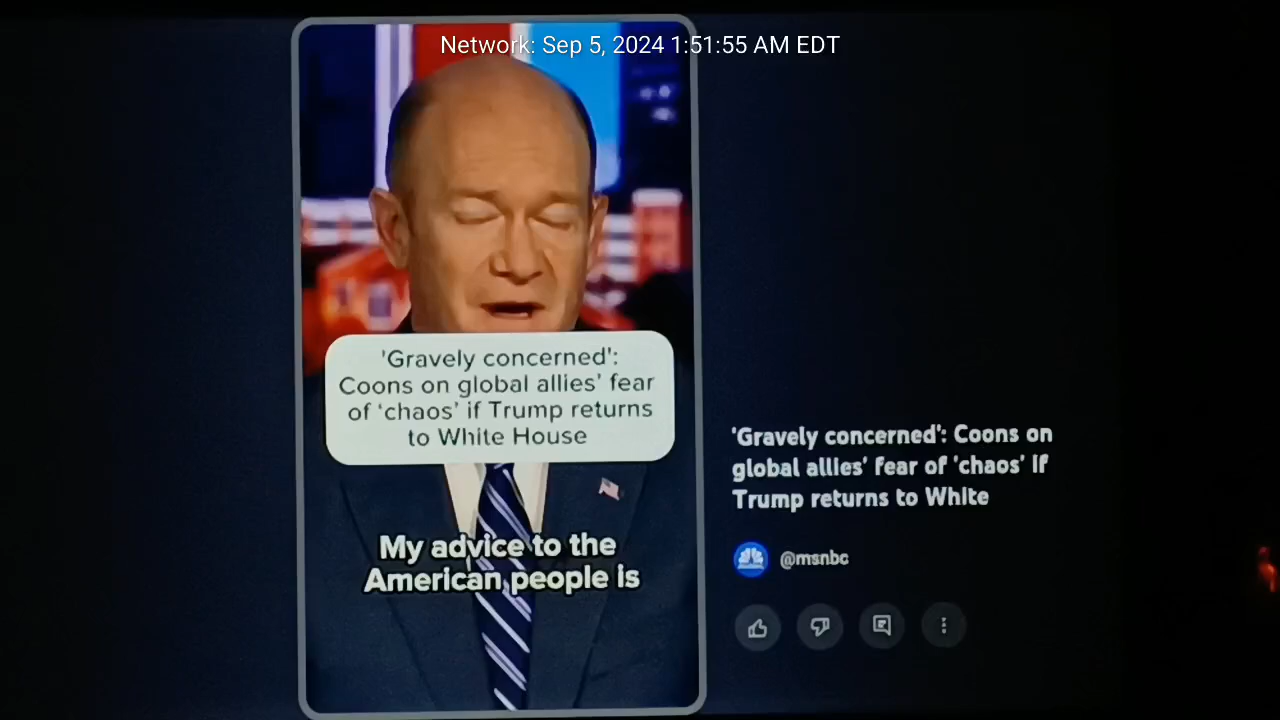 Network: Sep 5, 2024 1:51:55 AM EDT
'Gravely concerned':
Coons on global allies' fear
of 'chaos' if Trump returns
to White House
My advice to the
American people is
'Gravely concerned': Coons on
global allies' fear of 'chaos' if
Trump returns to White
@msnbc